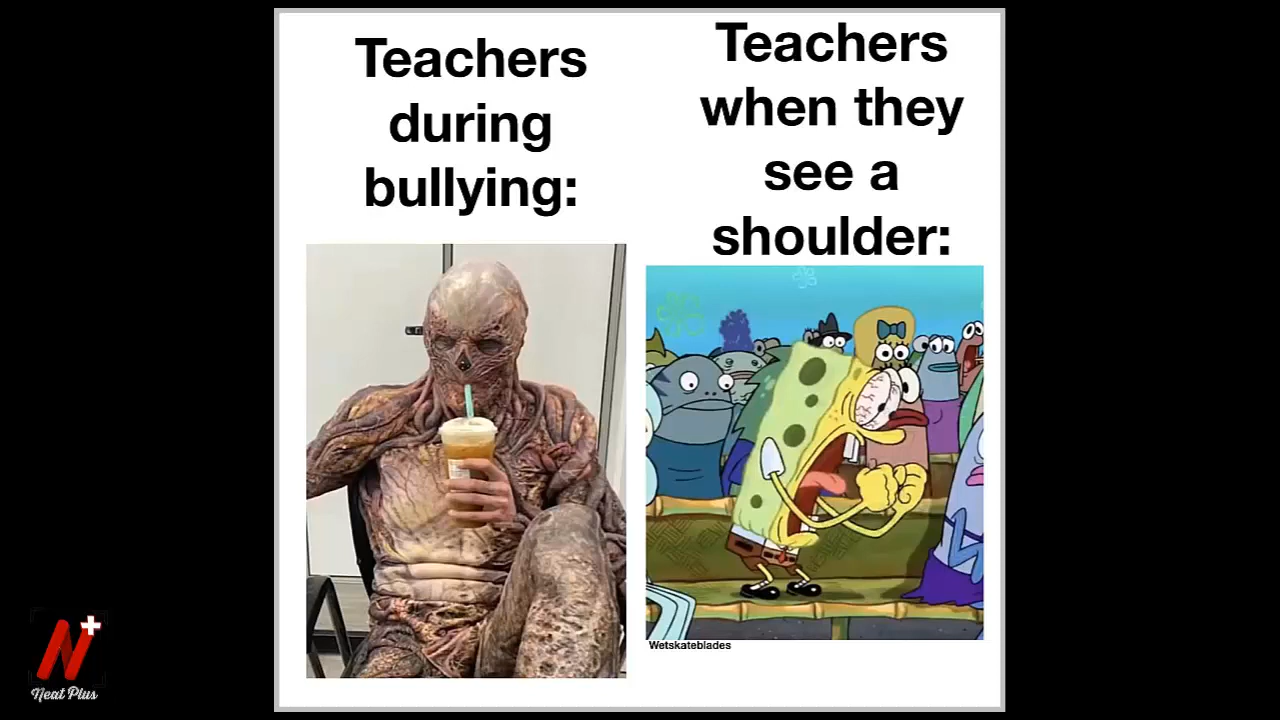 Teachers
during
bullying:
Teachers
when they
see a
shoulder:
Wetskateblades
N+
Neat Plus